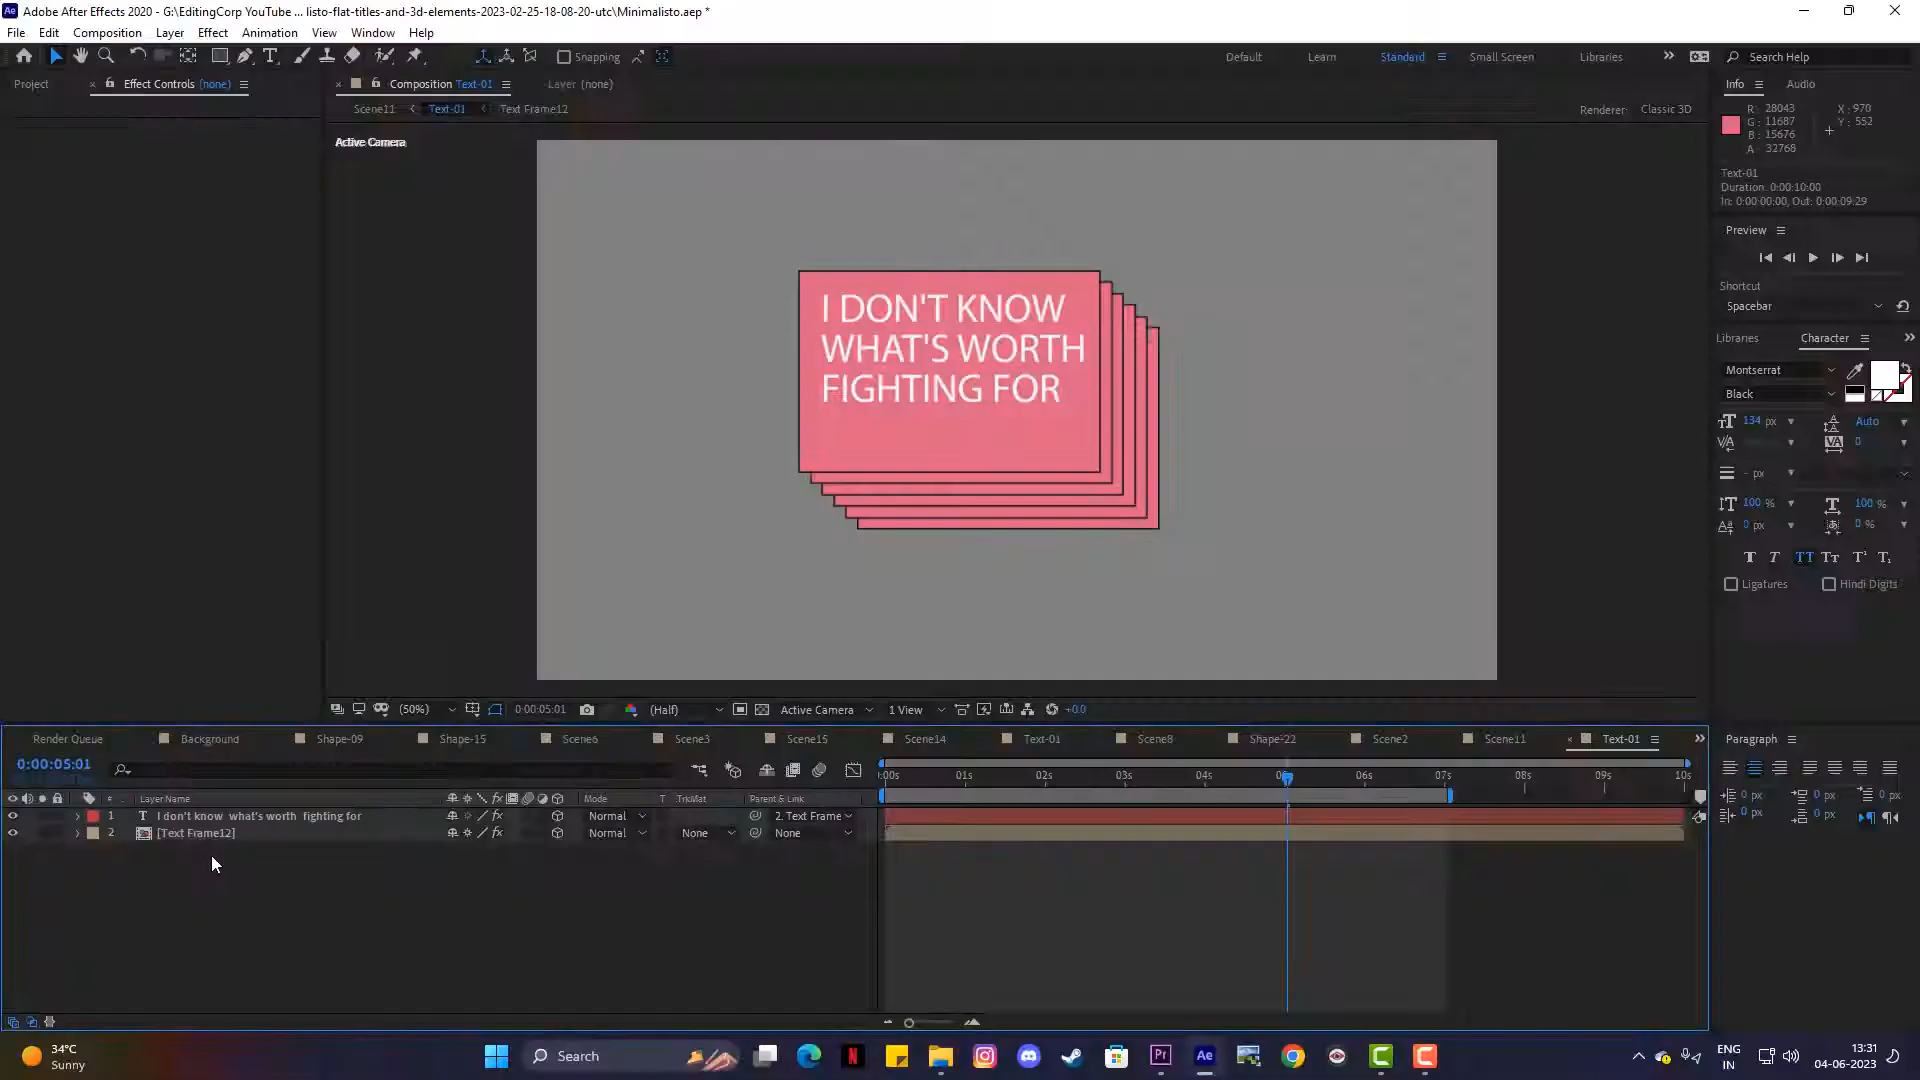 Adobe After Effects 2020 - G:\EditingCorp YouTube ... listo-flat-titles-and-3d-elements-2023-02-25-18-08-20-utc\Minimalisto.aep *
File Edit Composition Layer Effect Animation View Window Help
Snapping Default Learn Standard Small Screen Libraries Search Help
Project Effect Controls (none) Composition Text-01 Layer (none) Info Audio
Scene11 Text-01 Text Frame12 Renderer: Classic 3D
R: 28043 X: 970
G: 11687 Y: 552
B: 15676
A: 32768
Active Camera
Text-01
Duration: 0:00:10:00
In: 0:00:00:00, Out: 0:00:09:29
Preview
Shortcut
Spacebar
Libraries Character
Montserrat
Black
134 px Auto
0
- px
100 % 100 %
0 px 0 %
Ligatures Hindi Digits
I DON'T KNOW
WHAT'S WORTH
FIGHTING FOR
(50%) 0:00:05:01 (Half) Active Camera 1 View +0.0
Render Queue Background Shape-09 Shape-15 Scene6 Scene3 Scene15 Scene14 Text-01 Scene8 Shape-22 Scene2 Scene11 Text-01
Paragraph
0:00:05:01
:00s 01s 02s 03s 04s 06s 07s 08s 09s 10s
0 px 0 px 0 px
0 px 0 px
# Layer Name Mode T TrkMat Parent & Link
1 T I don't know what's worth fighting for Normal 2. Text Frame
2 [Text Frame12] Normal None None
34°C
Sunny
Search
ENG
IN
13:31
04-06-2023